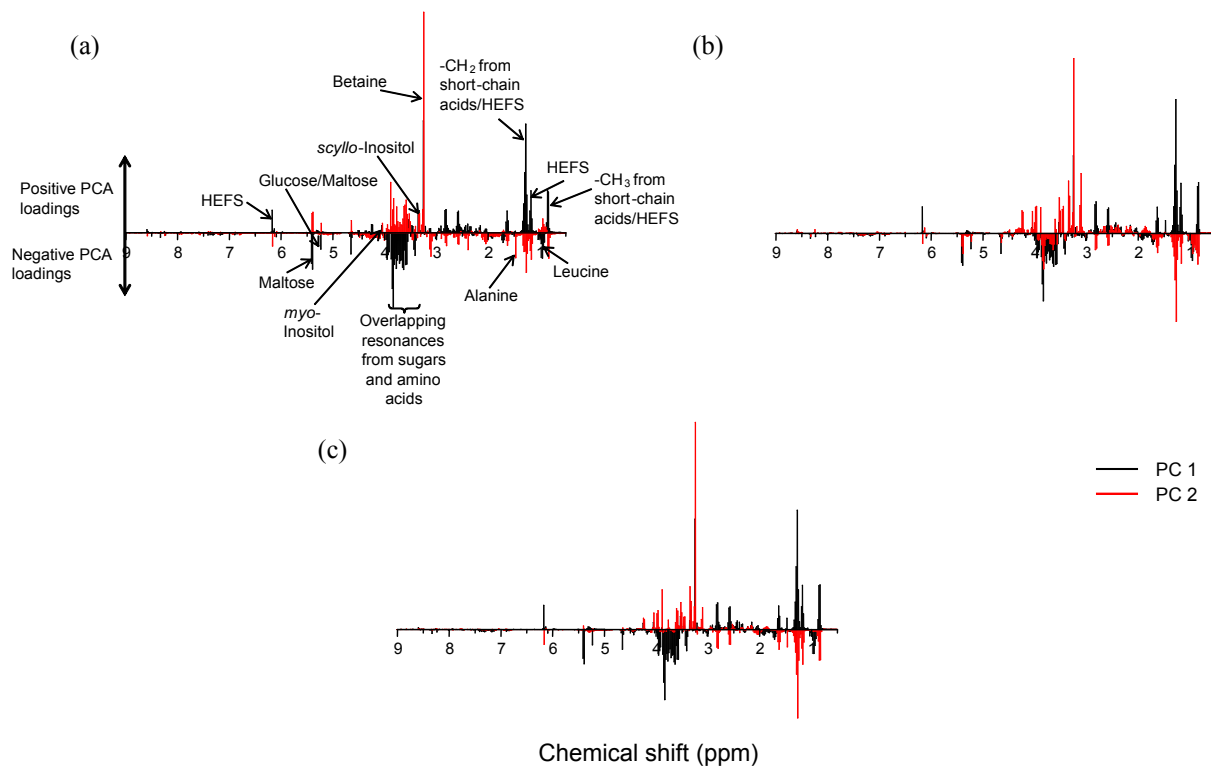 (a)
(b)
Betaine
-CH₂ from
short-chain
acids/HEFS
scyllo-Inositol
HEFS
Glucose/Maltose
HEFS
-CH₃ from
short-chain
acids/HEFS
Positive PCA
loadings
Negative PCA
loadings
9 8 7 6 5 4 3 2 1
9 8 7 6 5 4 3 2 1
Maltose
Leucine
Alanine
myo-
Inositol
Overlapping
resonances
from sugars
and amino
acids
(c)
PC 1
PC 2
9 8 7 6 5 4 3 2 1
Chemical shift (ppm)